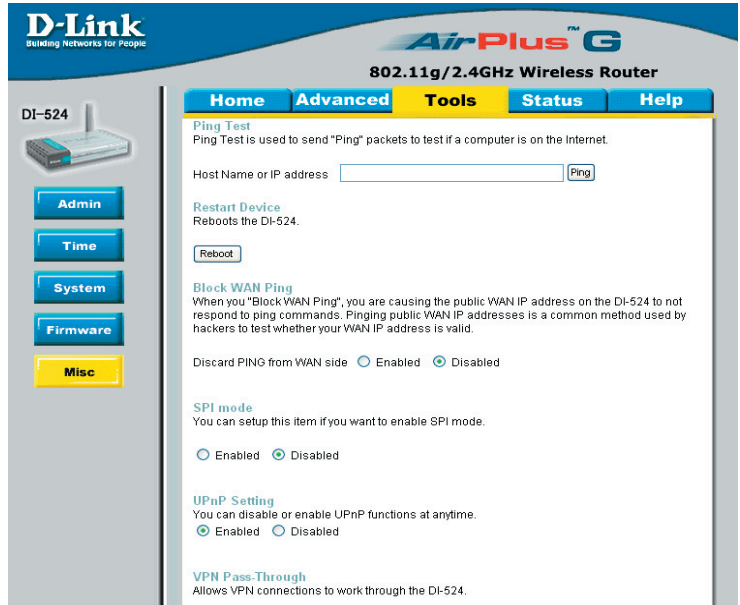 D-Link
Building Networks for People
AirPlus G
TM
802.11g/2.4GHz Wireless Router
DI-524
Home
Advanced
Tools
Status
Help
Admin
Time
System
Firmware
Misc
Ping Test
Ping Test is used to send "Ping" packets to test if a computer is on the Internet.
Host Name or IP address
Ping
Restart Device
Reboots the DI-524.
Reboot
Block WAN Ping
When you "Block WAN Ping", you are causing the public WAN IP address on the DI-524 to not
respond to ping commands. Pinging public WAN IP addresses is a common method used by
hackers to test whether your WAN IP address is valid.
Discard PING from WAN side Enabled Disabled
SPI mode
You can setup this item if you want to enable SPI mode.
Enabled Disabled
UPnP Setting
You can disable or enable UPnP functions at anytime.
Enabled Disabled
VPN Pass-Through
Allows VPN connections to work through the DI-524.